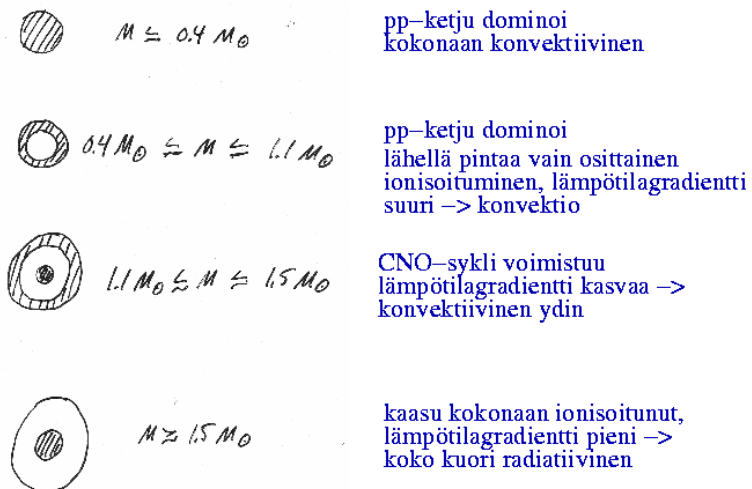 M ≲ 0.4 M⊙
pp–ketju dominoi
kokonaan konvektiivinen
0.4 M⊙ ≲ M ≲ 1.1 M⊙
pp–ketju dominoi
lähellä pintaa vain osittainen
ionisoituminen, lämpötilagradientti
suuri –> konvektio
1.1 M⊙ ≲ M ≲ 1.5 M⊙
CNO–sykli voimistuu
lämpötilagradientti kasvaa –>
konvektiivinen ydin
M ≳ 1.5 M⊙
kaasu kokonaan ionisoitunut,
lämpötilagradientti pieni –>
koko kuori radiatiivinen